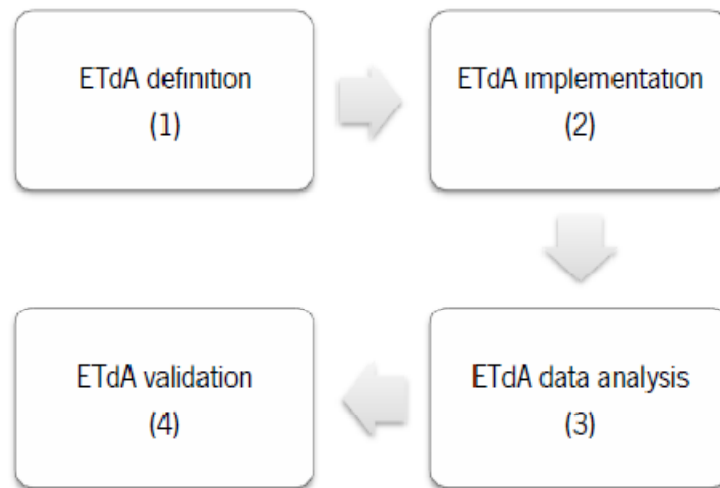 ETdA definition
(1)
ETdA implementation
(2)
ETdA data analysis
(3)
ETdA validation
(4)